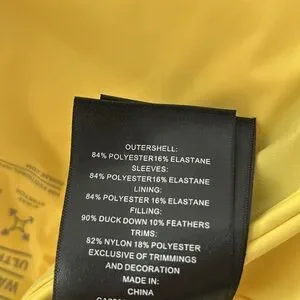 OUTERSHELL:
84% POLYESTER16% ELASTANE
SLEEVES:
84% POLYESTER16% ELASTANE
LINING:
84% POLYESTER 16% ELASTANE
FILLING:
90% DUCK DOWN 10% FEATHERS
TRIMS:
82% NYLON 18% POLYESTER
EXCLUSIVE OF TRIMMINGS
AND DECORATION
MADE IN
CHINA